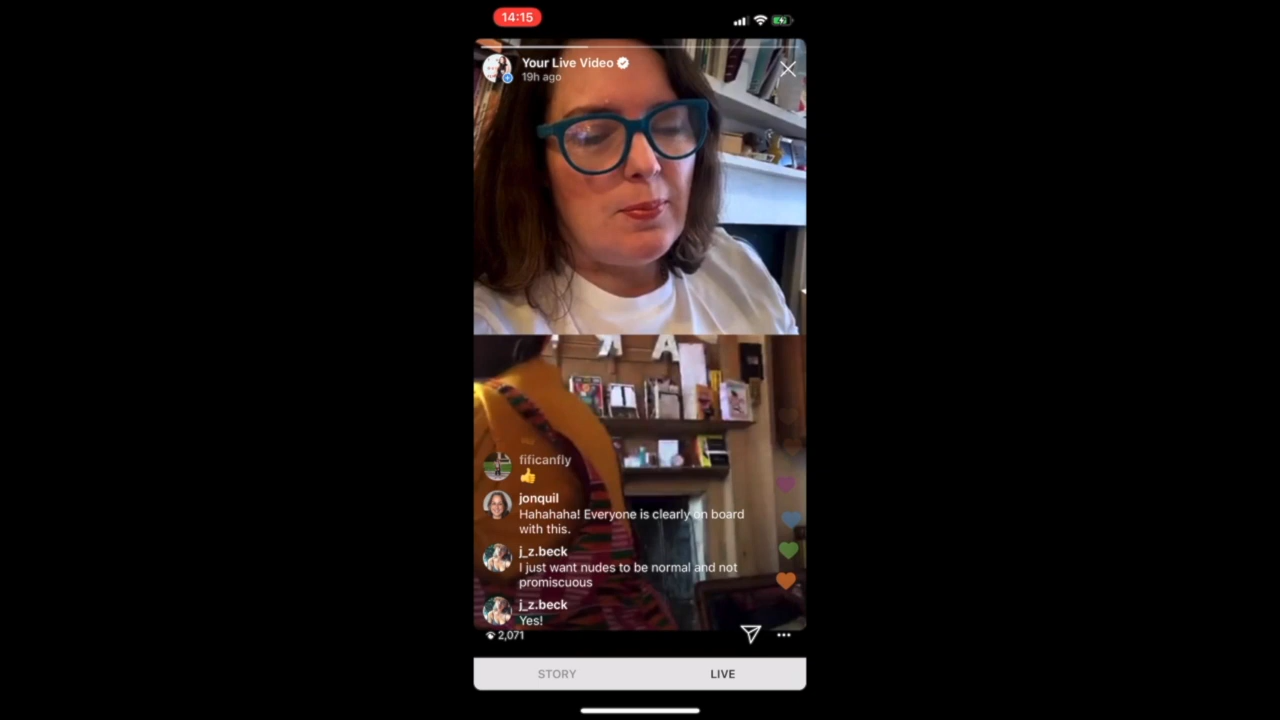 14:15
Your Live Video
19h ago
K A
fificanfly
👍
jonquil
Hahahaha! Everyone is clearly on board
with this.
j_z.beck
I just want nudes to be normal and not
promiscuous
j_z.beck
Yes!
2,071
STORY
LIVE